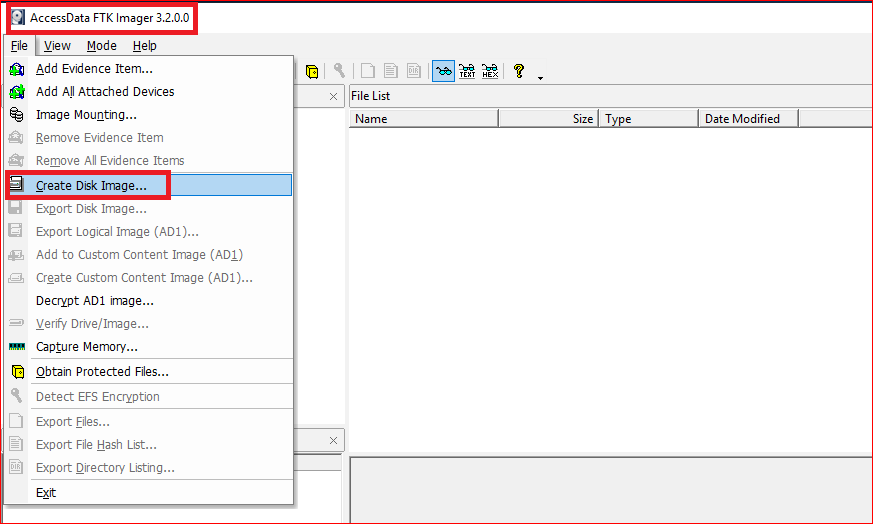 AccessData FTK Imager 3.2.0.0
File View Mode Help
TEXT HEX
Add Evidence Item...
Add All Attached Devices
File List
Image Mounting...
Name Size Type Date Modified
Remove Evidence Item
Remove All Evidence Items
Create Disk Image...
Export Disk Image...
Export Logical Image (AD1)...
Add to Custom Content Image (AD1)
Create Custom Content Image (AD1)...
Decrypt AD1 image...
Verify Drive/Image...
Capture Memory...
Obtain Protected Files...
Detect EFS Encryption
Export Files...
Export File Hash List...
DIR Export Directory Listing...
Exit